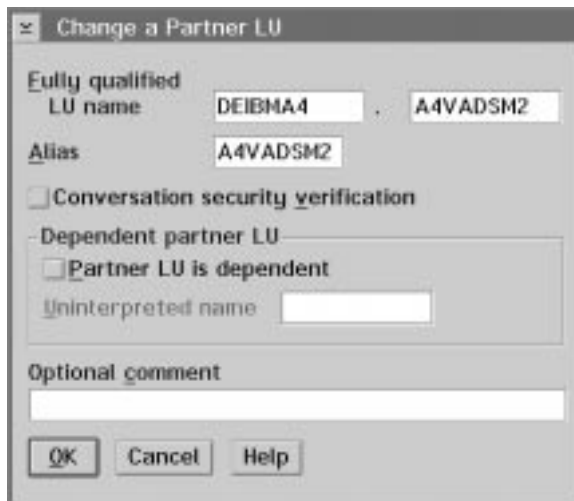 Change a Partner LU
Fully qualified
LU name DEIBMA4 . A4VADSM2
Alias A4VADSM2
Conversation security verification
Dependent partner LU
Partner LU is dependent
Uninterpreted name
Optional comment
OK Cancel Help